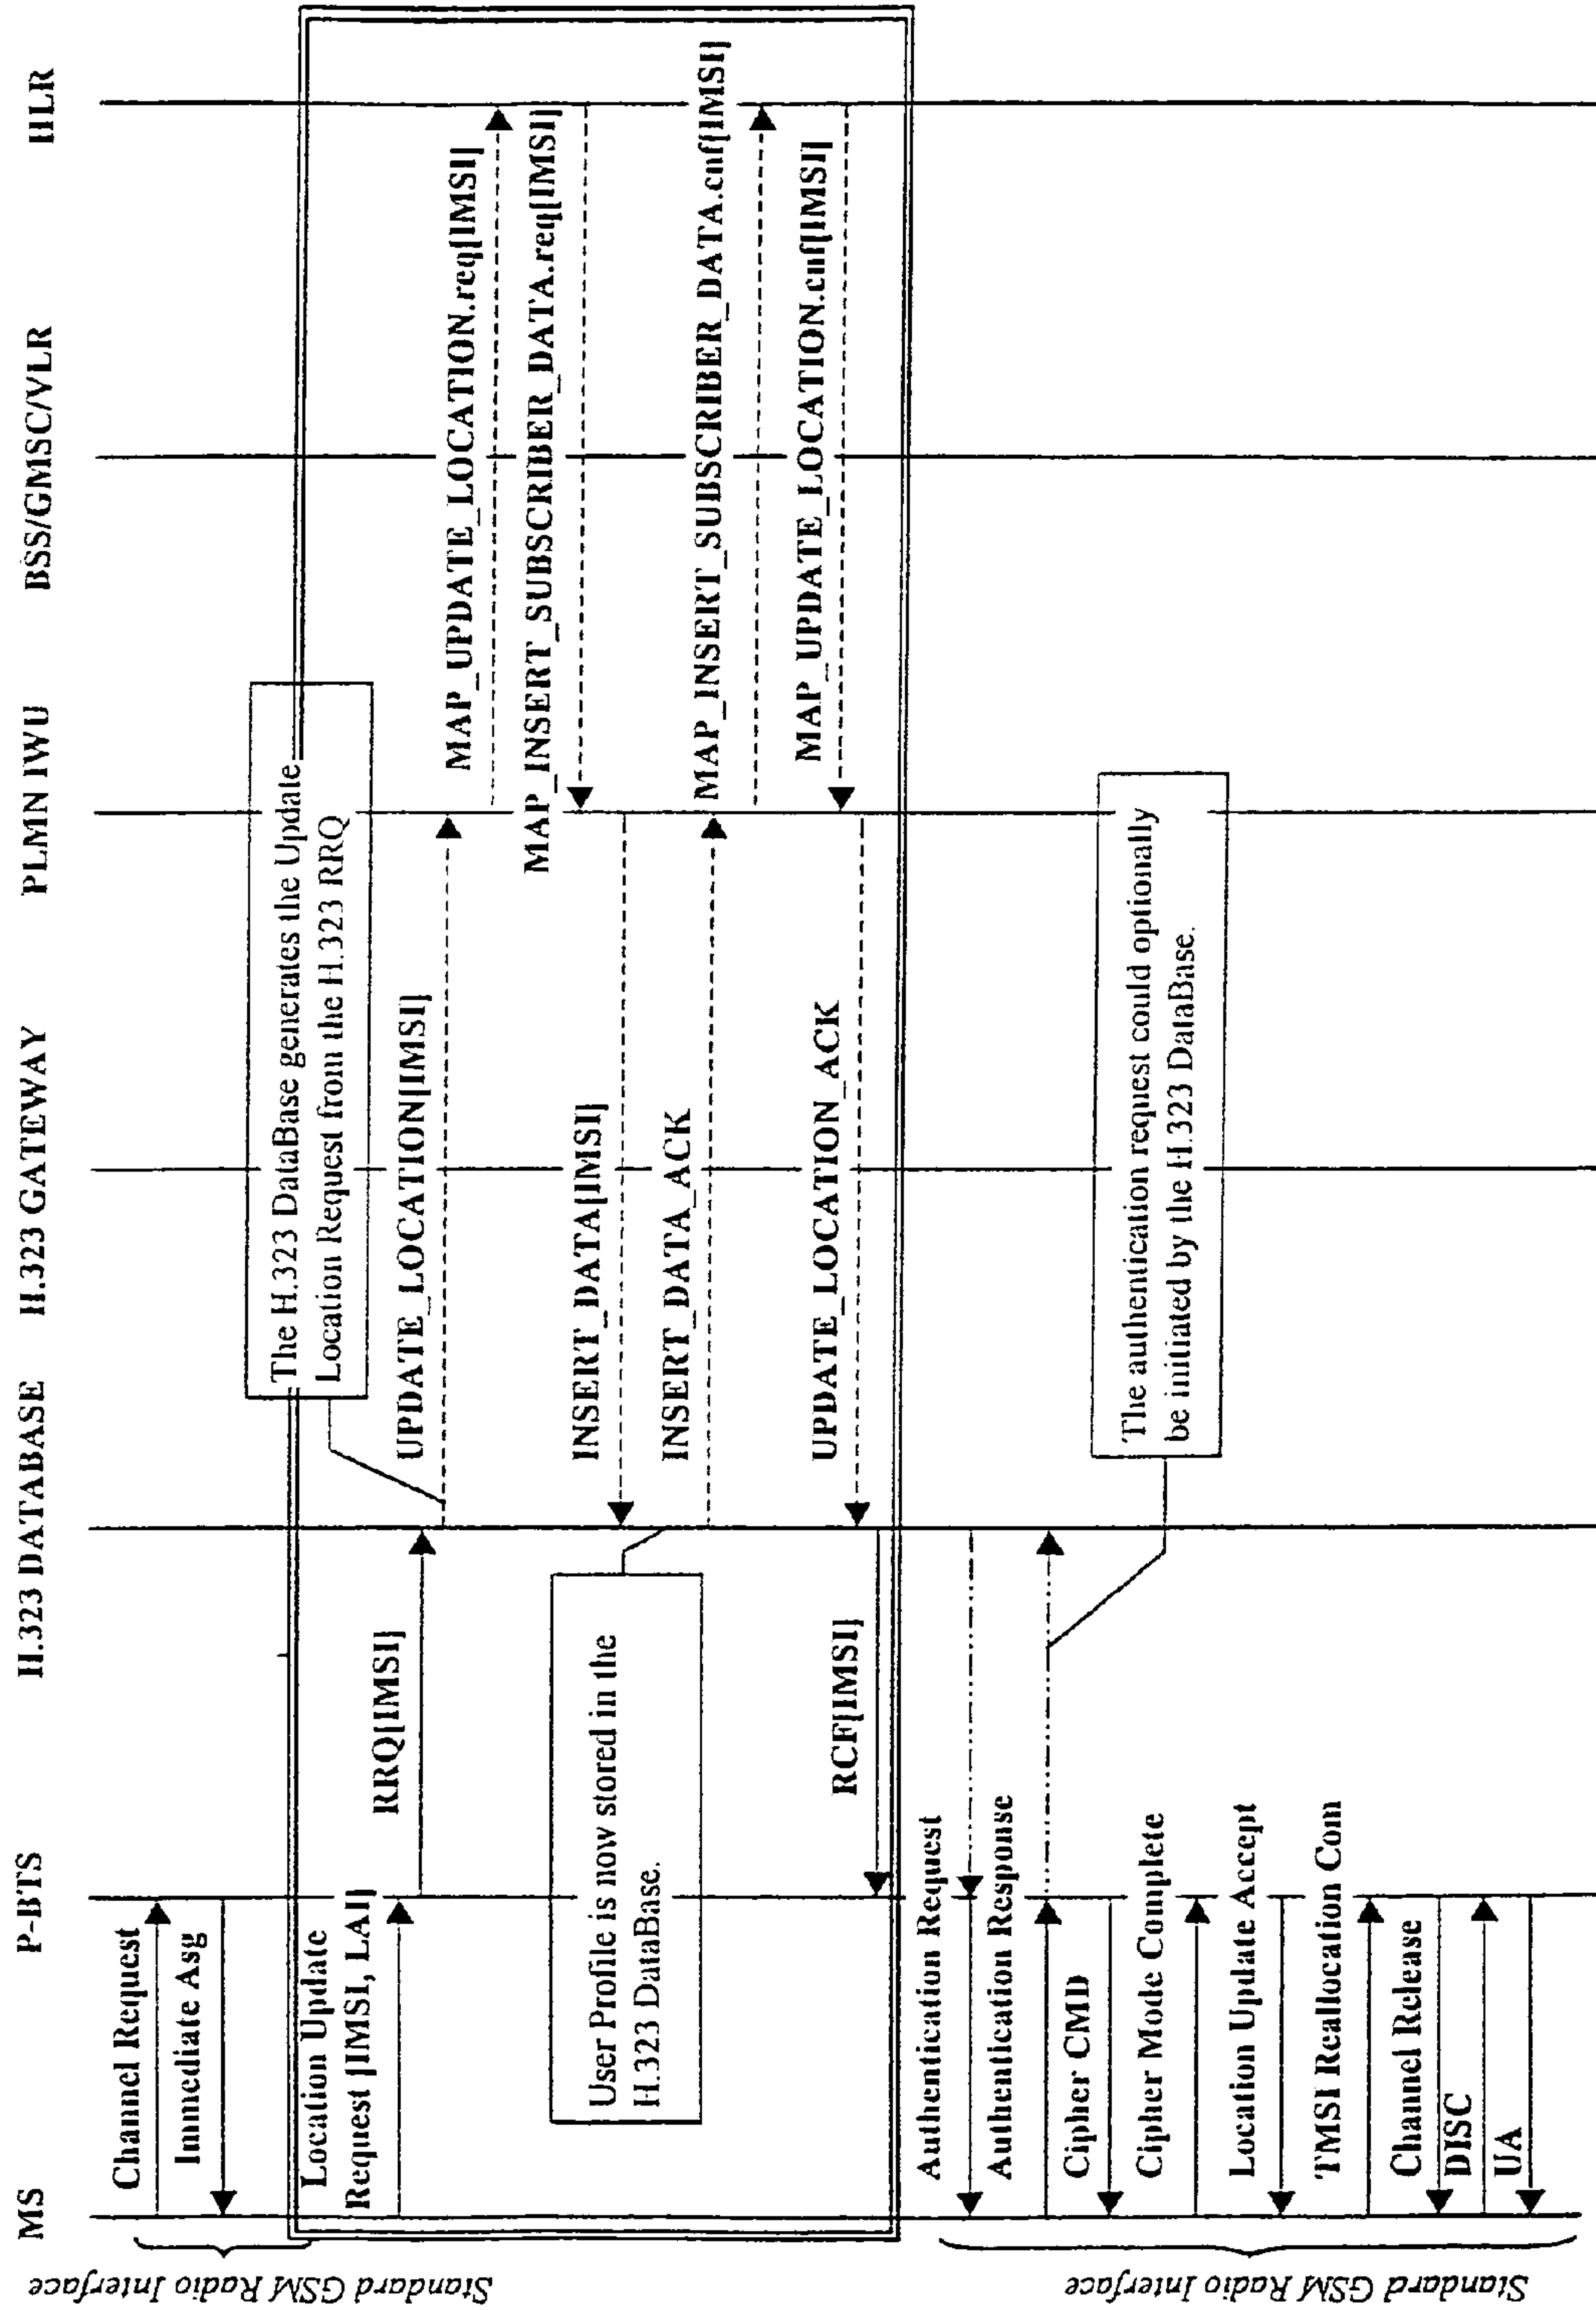 MS
P-BTS
H.323 DATABASE
H.323 GATEWAY
PLMN IWU
BSS/GMSC/VLR
HLR
Standard GSM Radio Interface
Channel Request
Immediate Asg
The H.323 DataBase generates the Update
Location Request from the H.323 RRQ
Location Update
Request [IMSI, LAI]
RRQ[IMSI]
UPDATE_LOCATION[IMSI]
MAP_UPDATE_LOCATION.req[IMSI]
MAP_INSERT_SUBSCRIBER_DATA.req[IMSI]
INSERT_DATA[IMSI]
User Profile is now stored in the
H.323 DataBase.
INSERT_DATA_ACK
MAP_INSERT_SUBSCRIBER_DATA.cnf[IMSI]
MAP_UPDATE_LOCATION.cnf[IMSI]
UPDATE_LOCATION_ACK
RCF[IMSI]
Standard GSM Radio Interface
Authentication Request
Authentication Response
The authentication request could optionally
be initiated by the H.323 DataBase.
Cipher CMD
Cipher Mode Complete
Location Update Accept
TMSI Reallocation Com
Channel Release
DISC
UA